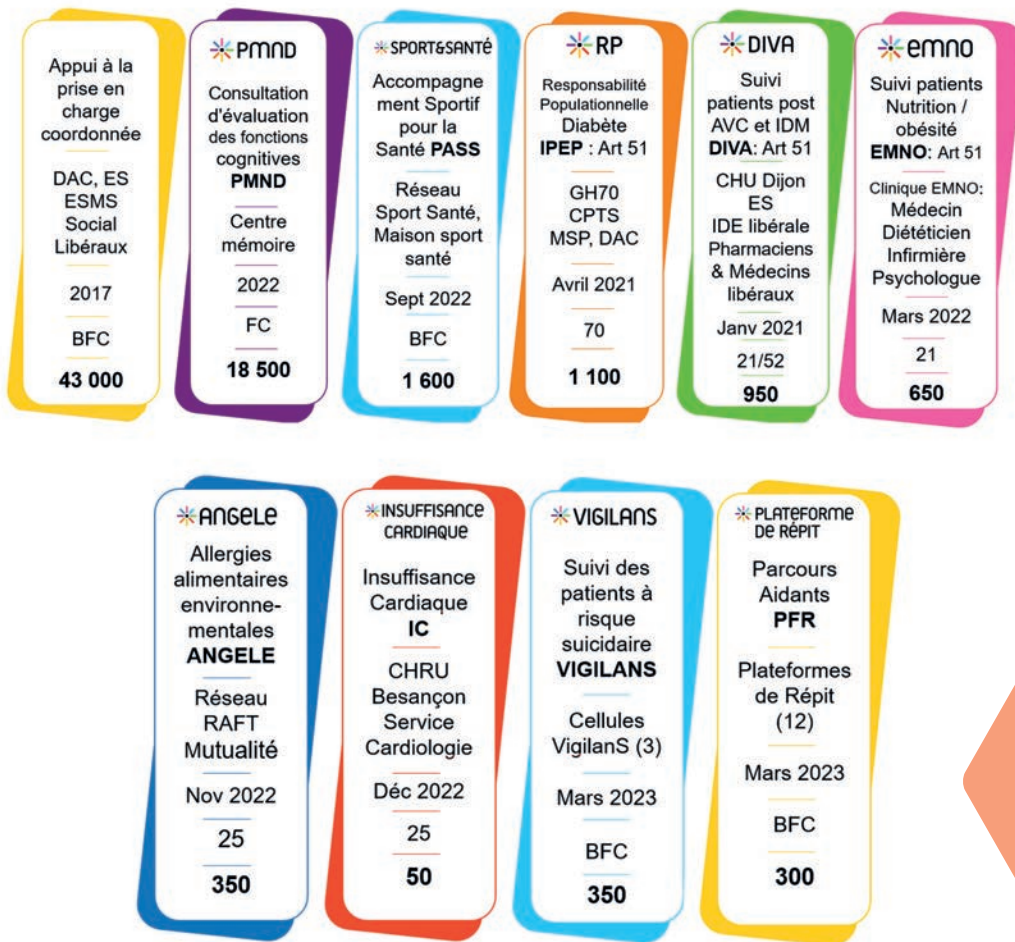 Appui à la
prise en
charge
coordonnée
DAC, ES
ESMS
Social
Libéraux
2017
BFC
43 000
PMND
Consultation
d'évaluation
des fonctions
cognitives
PMND
Centre
mémoire
2022
FC
18 500
SPORT&SANTÉ
Accompagne
ment Sportif
pour la
Santé PASS
Réseau
Sport Santé,
Maison sport
santé
Sept 2022
BFC
1 600
RP
Responsabilité
Populationnelle
Diabète
IPEP : Art 51
GH70
CPTS
MSP, DAC
Avril 2021
70
1 100
DIVA
Suivi
patients post
AVC et IDM
DIVA: Art 51
CHU Dijon
ES
IDE libérale
Pharmaciens
& Médecins
libéraux
Janv 2021
21/52
950
emno
Suivi patients
Nutrition /
obésité
EMNO: Art 51
Clinique EMNO:
Médecin
Diététicien
Infirmière
Psychologue
Mars 2022
21
650
ANGELE
Allergies
alimentaires
environne-
mentales
ANGELE
Réseau
RAFT
Mutualité
Nov 2022
25
350
INSUFFISANCE
CARDIAQUE
Insuffisance
Cardiaque
IC
CHRU
Besançon
Service
Cardiologie
Déc 2022
25
50
VIGILANS
Suivi des
patients à
risque
suicidaire
VIGILANS
Cellules
VigilanS (3)
Mars 2023
BFC
350
PLATEFORME
DE RÉPIT
Parcours
Aidants
PFR
Plateformes
de Répit
(12)
Mars 2023
BFC
300